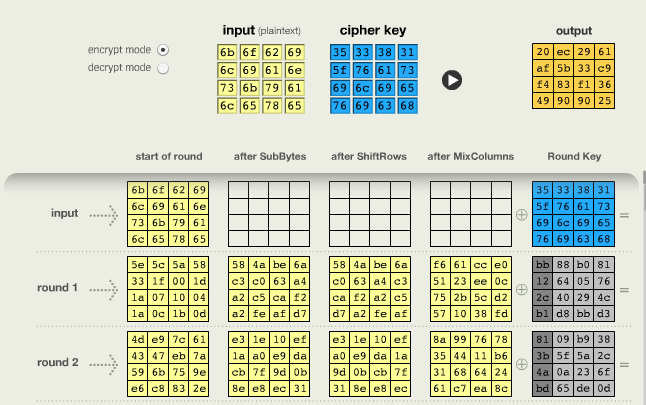 input (plaintext) cipher key output
encrypt mode
decrypt mode
6b 6f 62 69 35 33 38 31 20 ec 29 61
6c 69 61 6e 5f 76 61 73 af 5b 33 c9
73 6b 79 61 69 6c 69 65 f4 83 f1 36
6c 65 78 65 76 69 63 68 49 90 90 25
start of round after SubBytes after ShiftRows after MixColumns Round Key
input
6b 6f 62 69 35 33 38 31
6c 69 61 6e 5f 76 61 73
73 6b 79 61 69 6c 69 65
6c 65 78 65 76 69 63 68
⊕ =
round 1
5e 5c 5a 58 58 4a be 6a 58 4a be 6a f6 61 cc e0 bb 88 b0 81
33 1f 00 1d c3 c0 63 a4 c0 63 a4 c3 51 23 ee 0c 12 64 05 76
1a 07 10 04 a2 c5 ca f2 ca f2 a2 c5 75 2b 5c d2 2c 40 29 4c
1a 0c 1b 0d a2 fe af d7 d7 a2 fe af 57 10 38 fd b1 d8 bb d3
⊕ =
round 2
4d e9 7c 61 e3 1e 10 ef e3 1e 10 ef 8a 99 76 78 81 09 b9 38
43 47 eb 7a 1a a0 e9 da a0 e9 da 1a 35 44 11 b6 3b 5f 5a 2c
59 6b 75 9e cb 7f 9d 0b 9d 0b cb 7f 31 68 64 24 4a 0a 23 6f
e6 c8 83 2e 8e e8 ec 31 31 8e e8 ec 61 c7 ea 8c bd 65 de 0d
⊕ =